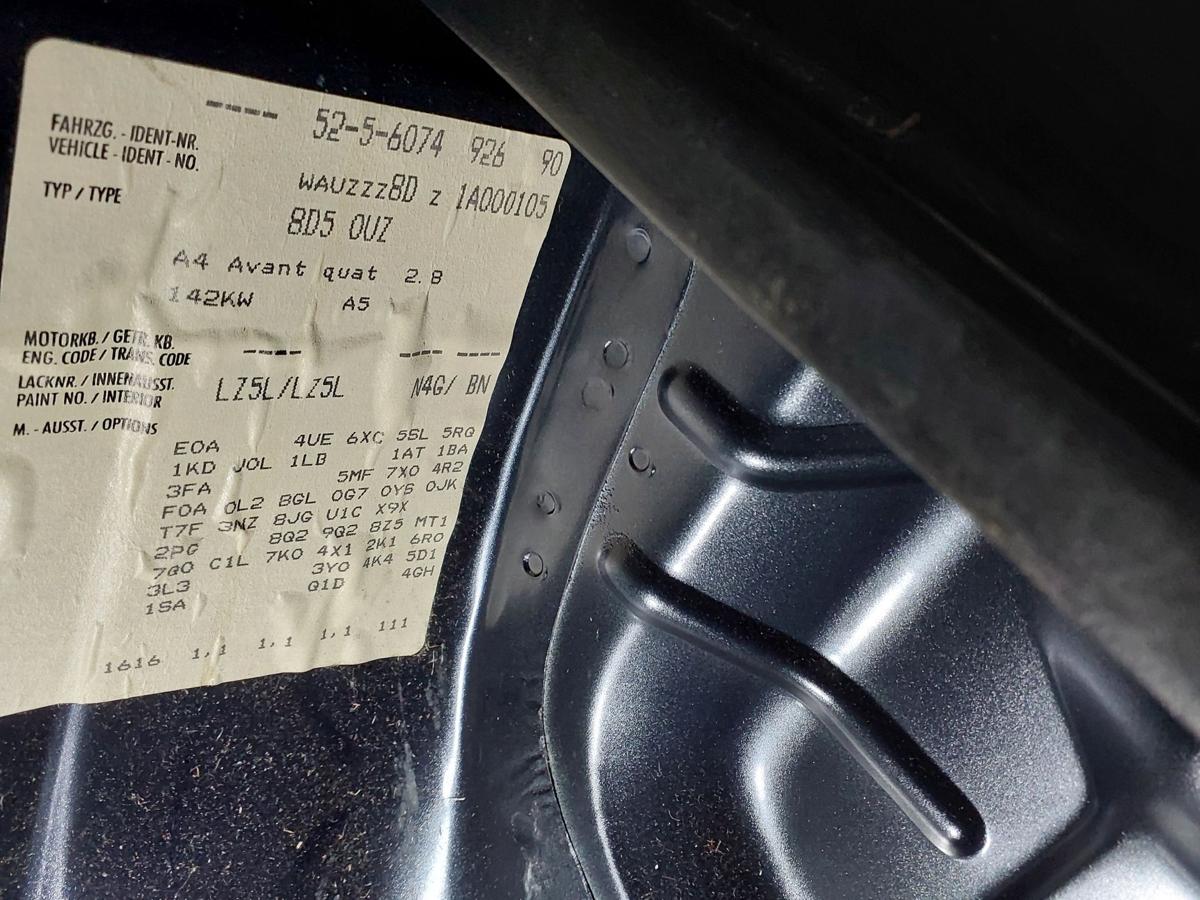 ---- 52-5-6074 926 90
FAHRZG. - IDENT-NR.
VEHICLE - IDENT - NO.
WAUZZZ8D Z 1A000105
TYP / TYPE
8D5 0UZ
A4 Avant quat 2.8
142KW A5
MOTORKB. / GETR. KB.
ENG. CODE / TRANS. CODE
---- --- ----
LACKNR. / INNENAUSST.
PAINT NO. / INTERIOR
LZ5L/LZ5L N4G/ BN
M. - AUSST. / OPTIONS
E0A 4UE 6XC 5SL 5RQ
1KD J0L 1LB 1AT 1BA
3FA 5MF 7X0 4R2
F0A 0L2 8GL 0G7 0YS 0JK
T7F 3NZ 8JG U1C X9X
2PG 8Q2 9Q2 8Z5 MT1
7G0 C1L 7K0 4X1 2K1 6R0
3L3 3Y0 4K4 5D1
1SA Q1D 4GH
1616 1,1 1,1 1,1 111